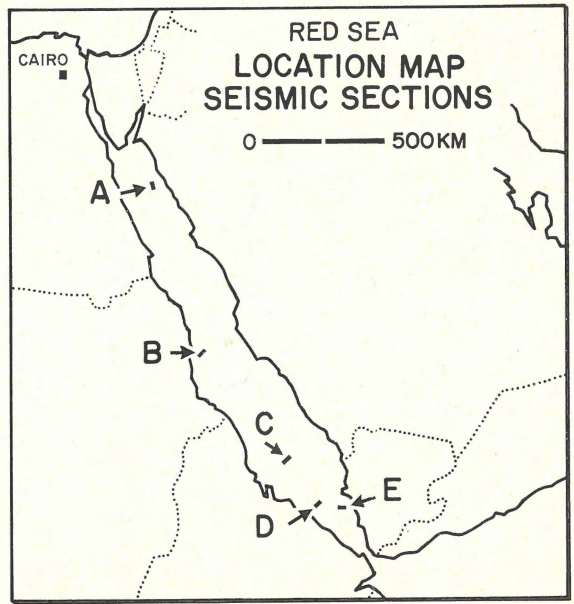 RED SEA
LOCATION MAP
SEISMIC SECTIONS
0 500KM
CAIRO
A
B
C
D
E